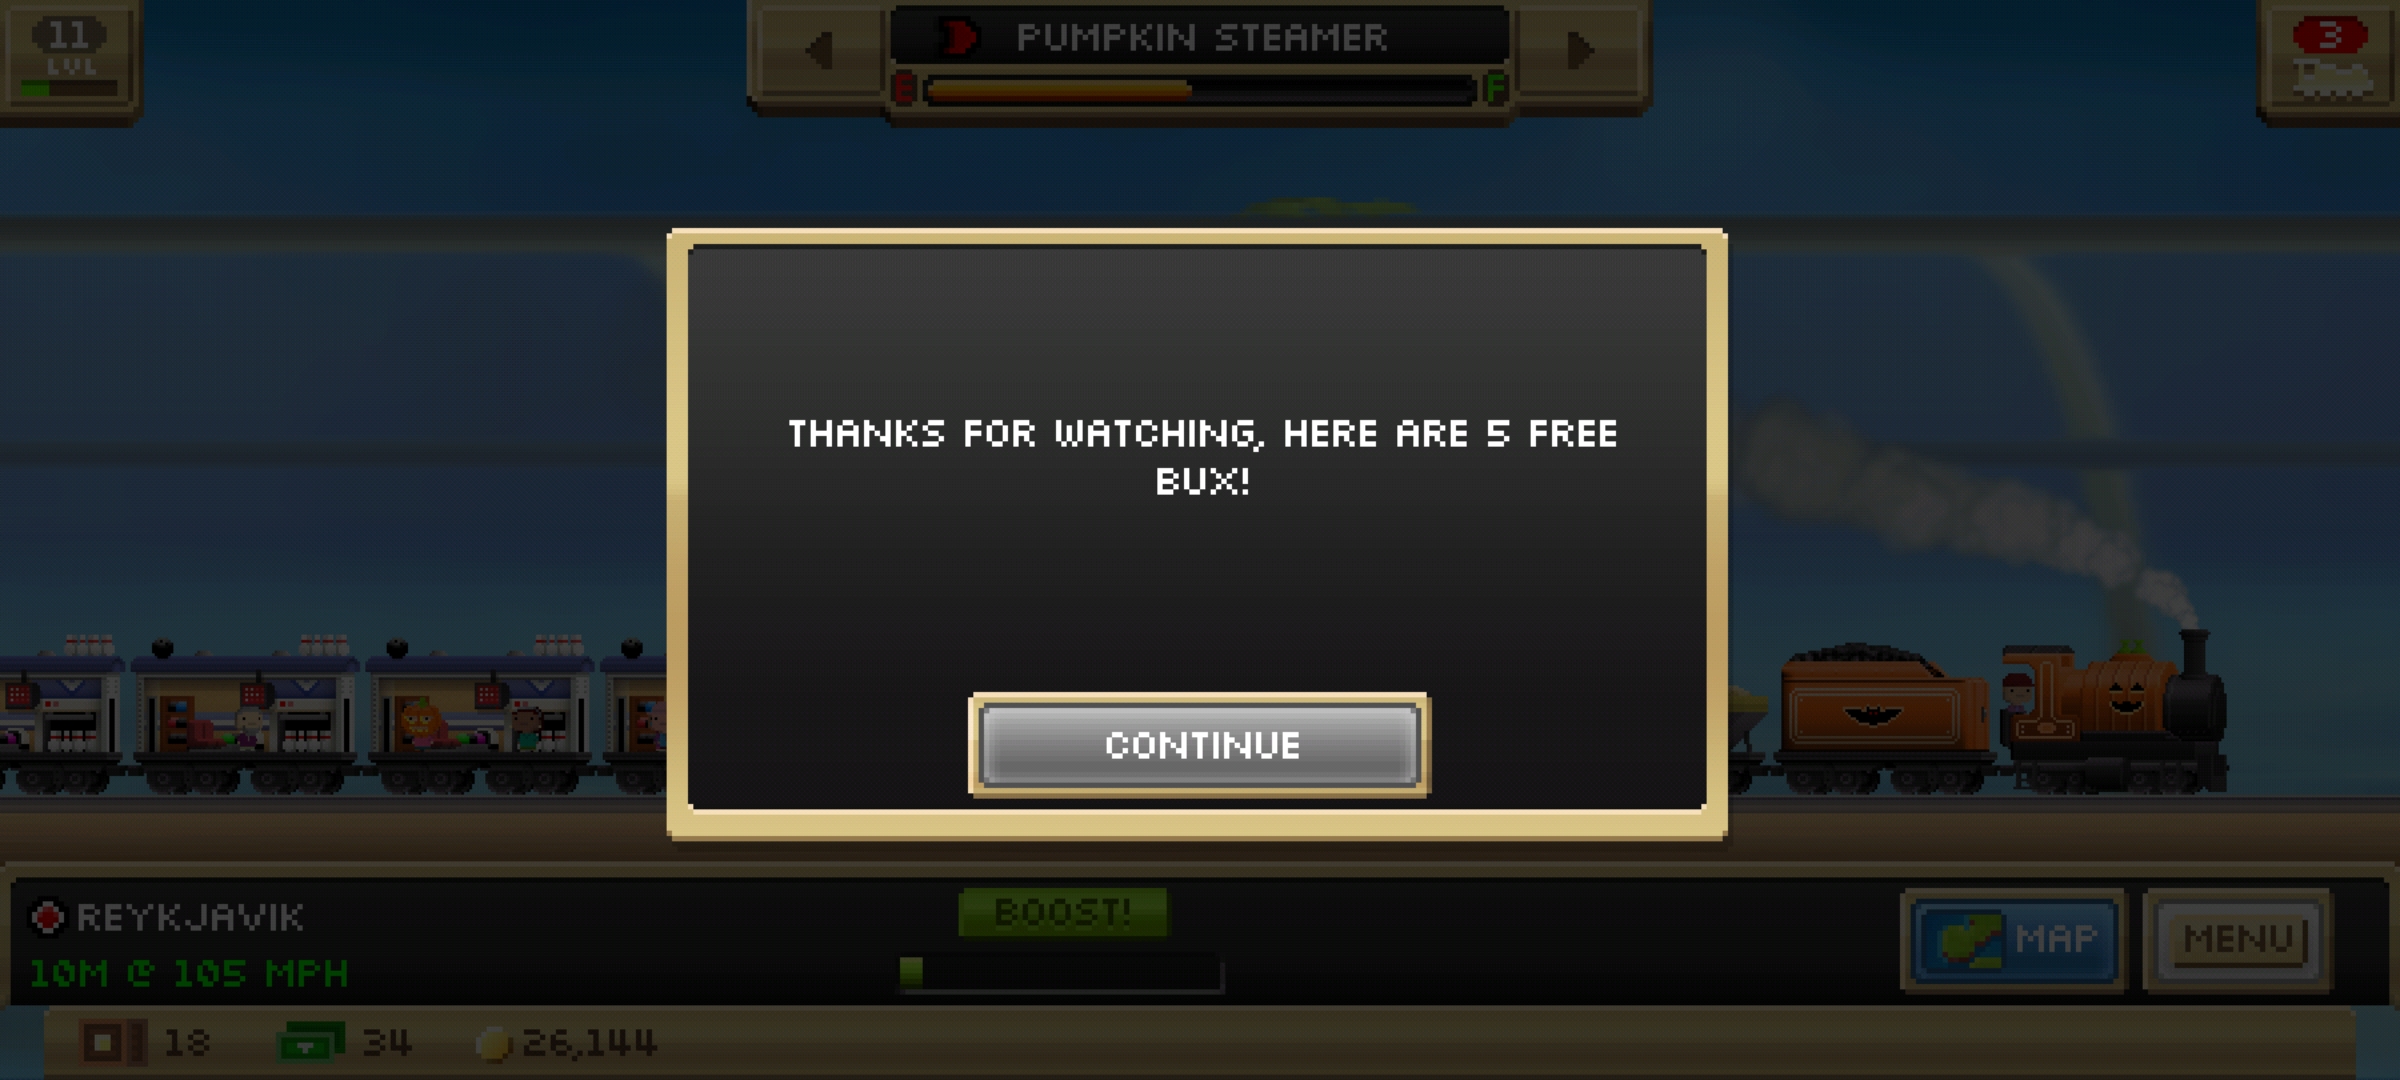 11
LVL
PUMPKIN STEAMER
E
F
3
THANKS FOR WATCHING, HERE ARE 5 FREE
BUX!
CONTINUE
REYKJAVIK
10M @ 105 MPH
BOOST!
MAP
MENU
18
34
26,144